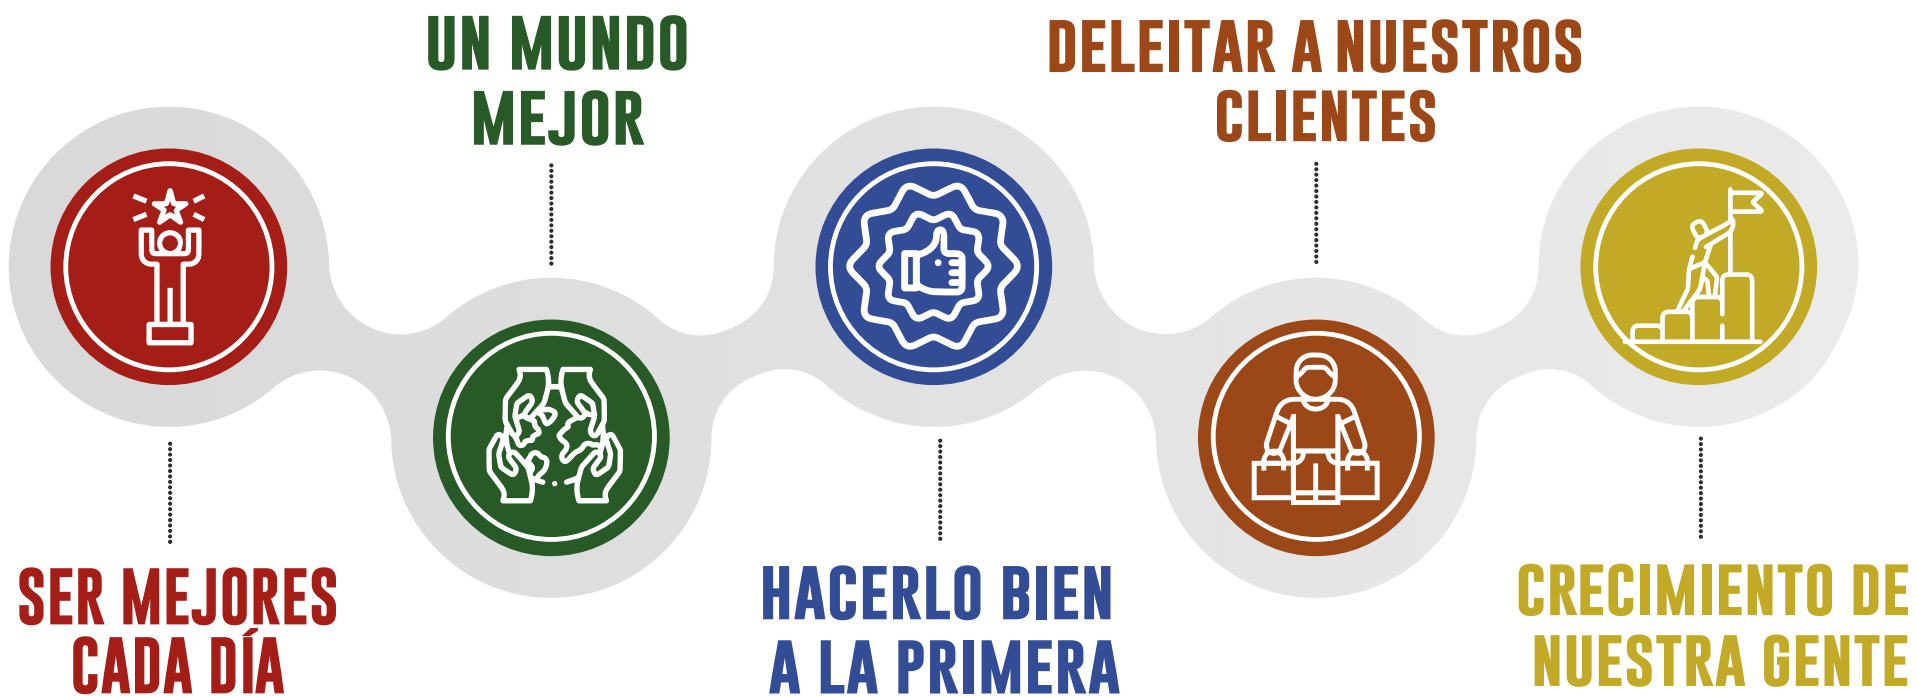 SER MEJORES
CADA DÍA
UN MUNDO
MEJOR
HACERLO BIEN
A LA PRIMERA
DELEITAR A NUESTROS
CLIENTES
CRECIMIENTO DE
NUESTRA GENTE